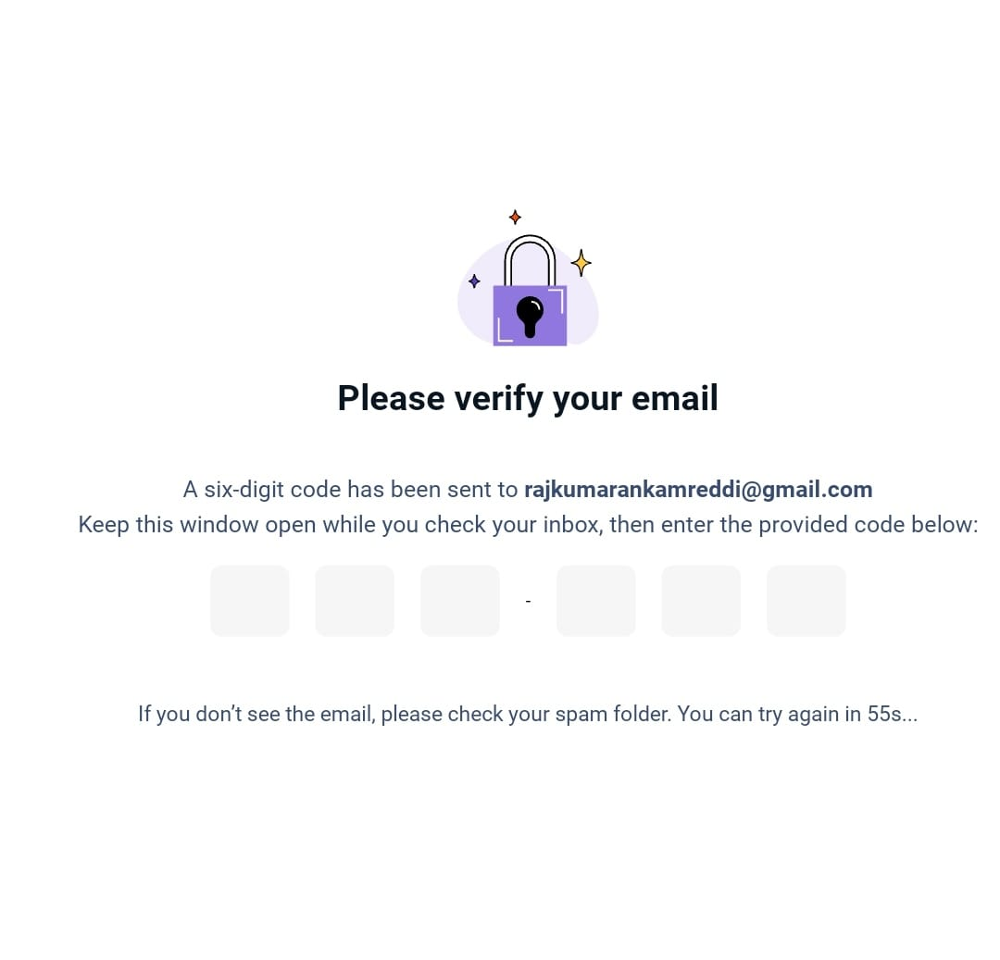 Please verify your email
A six-digit code has been sent to rajkumarankamreddi@gmail.com
Keep this window open while you check your inbox, then enter the provided code below:
-
If you don’t see the email, please check your spam folder. You can try again in 55s...